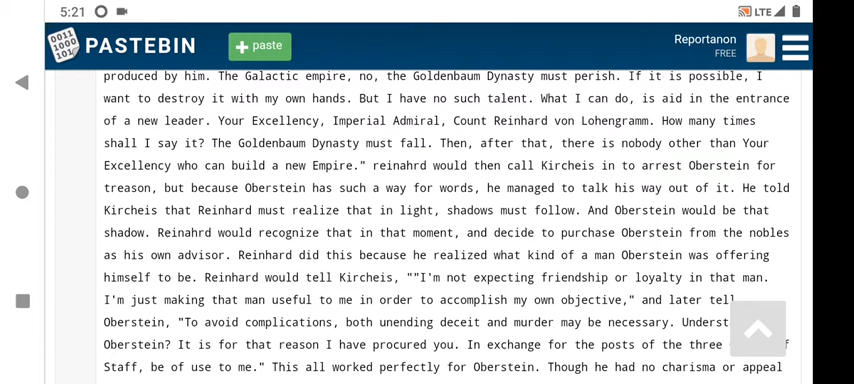 5:21 LTE
0011 1000 101 PASTEBIN + paste Reportanon FREE
produced by him. The Galactic empire, no, the Goldenbaum Dynasty must perish. If it is possible, I
want to destroy it with my own hands. But I have no such talent. What I can do, is aid in the entrance
of a new leader. Your Excellency, Imperial Admiral, Count Reinhard von Lohengramm. How many times
shall I say it? The Goldenbaum Dynasty must fall. Then, after that, there is nobody other than Your
Excellency who can build a new Empire." reinahrd would then call Kircheis in to arrest Oberstein for
treason, but because Oberstein has such a way for words, he managed to talk his way out of it. He told
Kircheis that Reinhard must realize that in light, shadows must follow. And Oberstein would be that
shadow. Reinahrd would recognize that in that moment, and decide to purchase Oberstein from the nobles
as his own advisor. Reinhard did this because he realized what kind of a man Oberstein was offering
himself to be. Reinhard would tell Kircheis, ""I'm not expecting friendship or loyalty in that man.
I'm just making that man useful to me in order to accomplish my own objective," and later tell
Oberstein, "To avoid complications, both unending deceit and murder may be necessary.
Oberstein? It is for that reason I have procured you. In exchange for the posts of the three
Staff, be of use to me." This all worked perfectly for Oberstein. Though he had no charisma or appeal